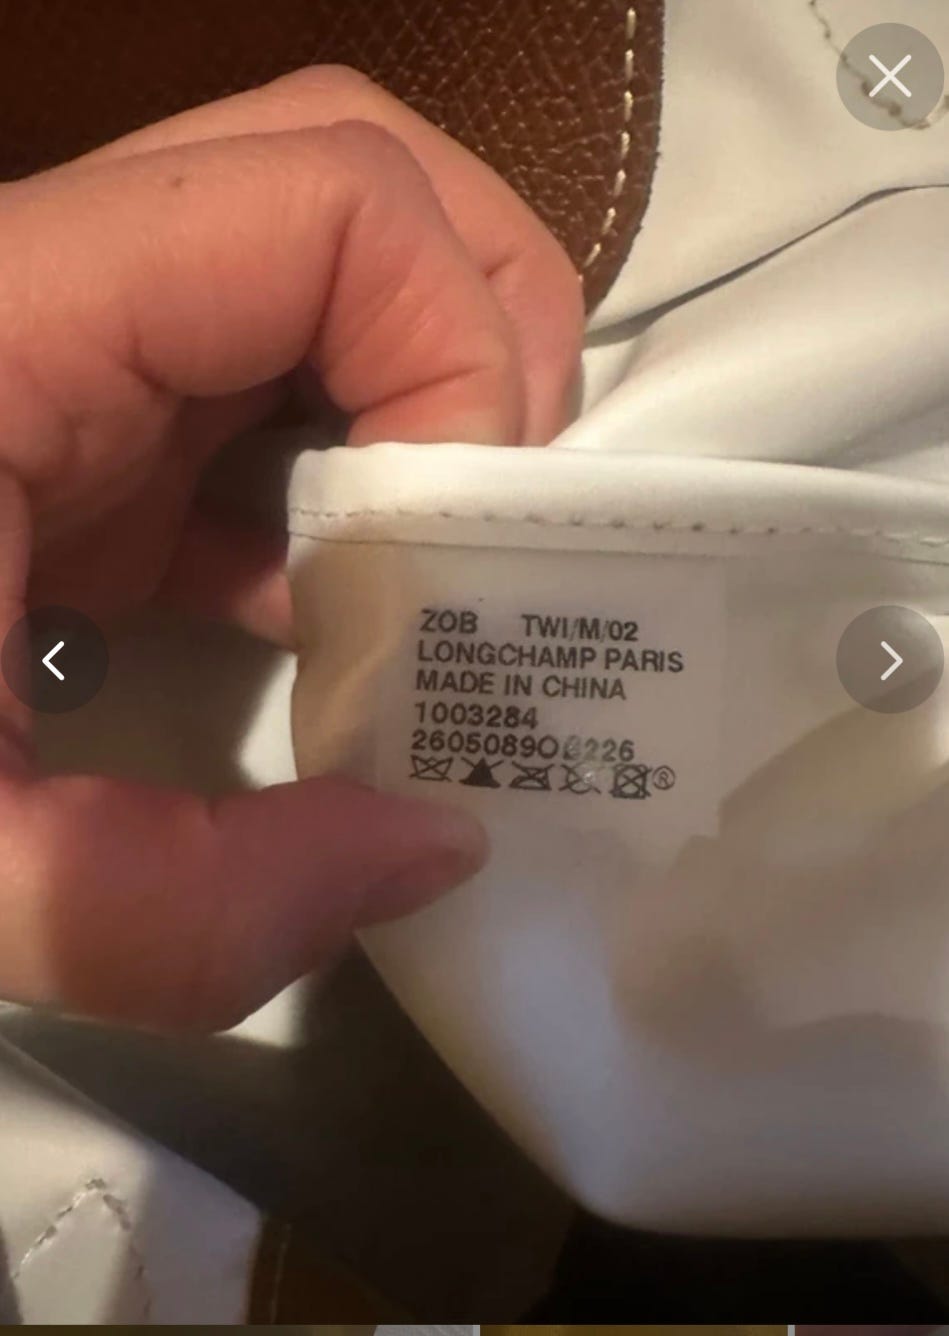 ZOB TWI/M/02
LONGCHAMP PARIS
MADE IN CHINA
1003284
®